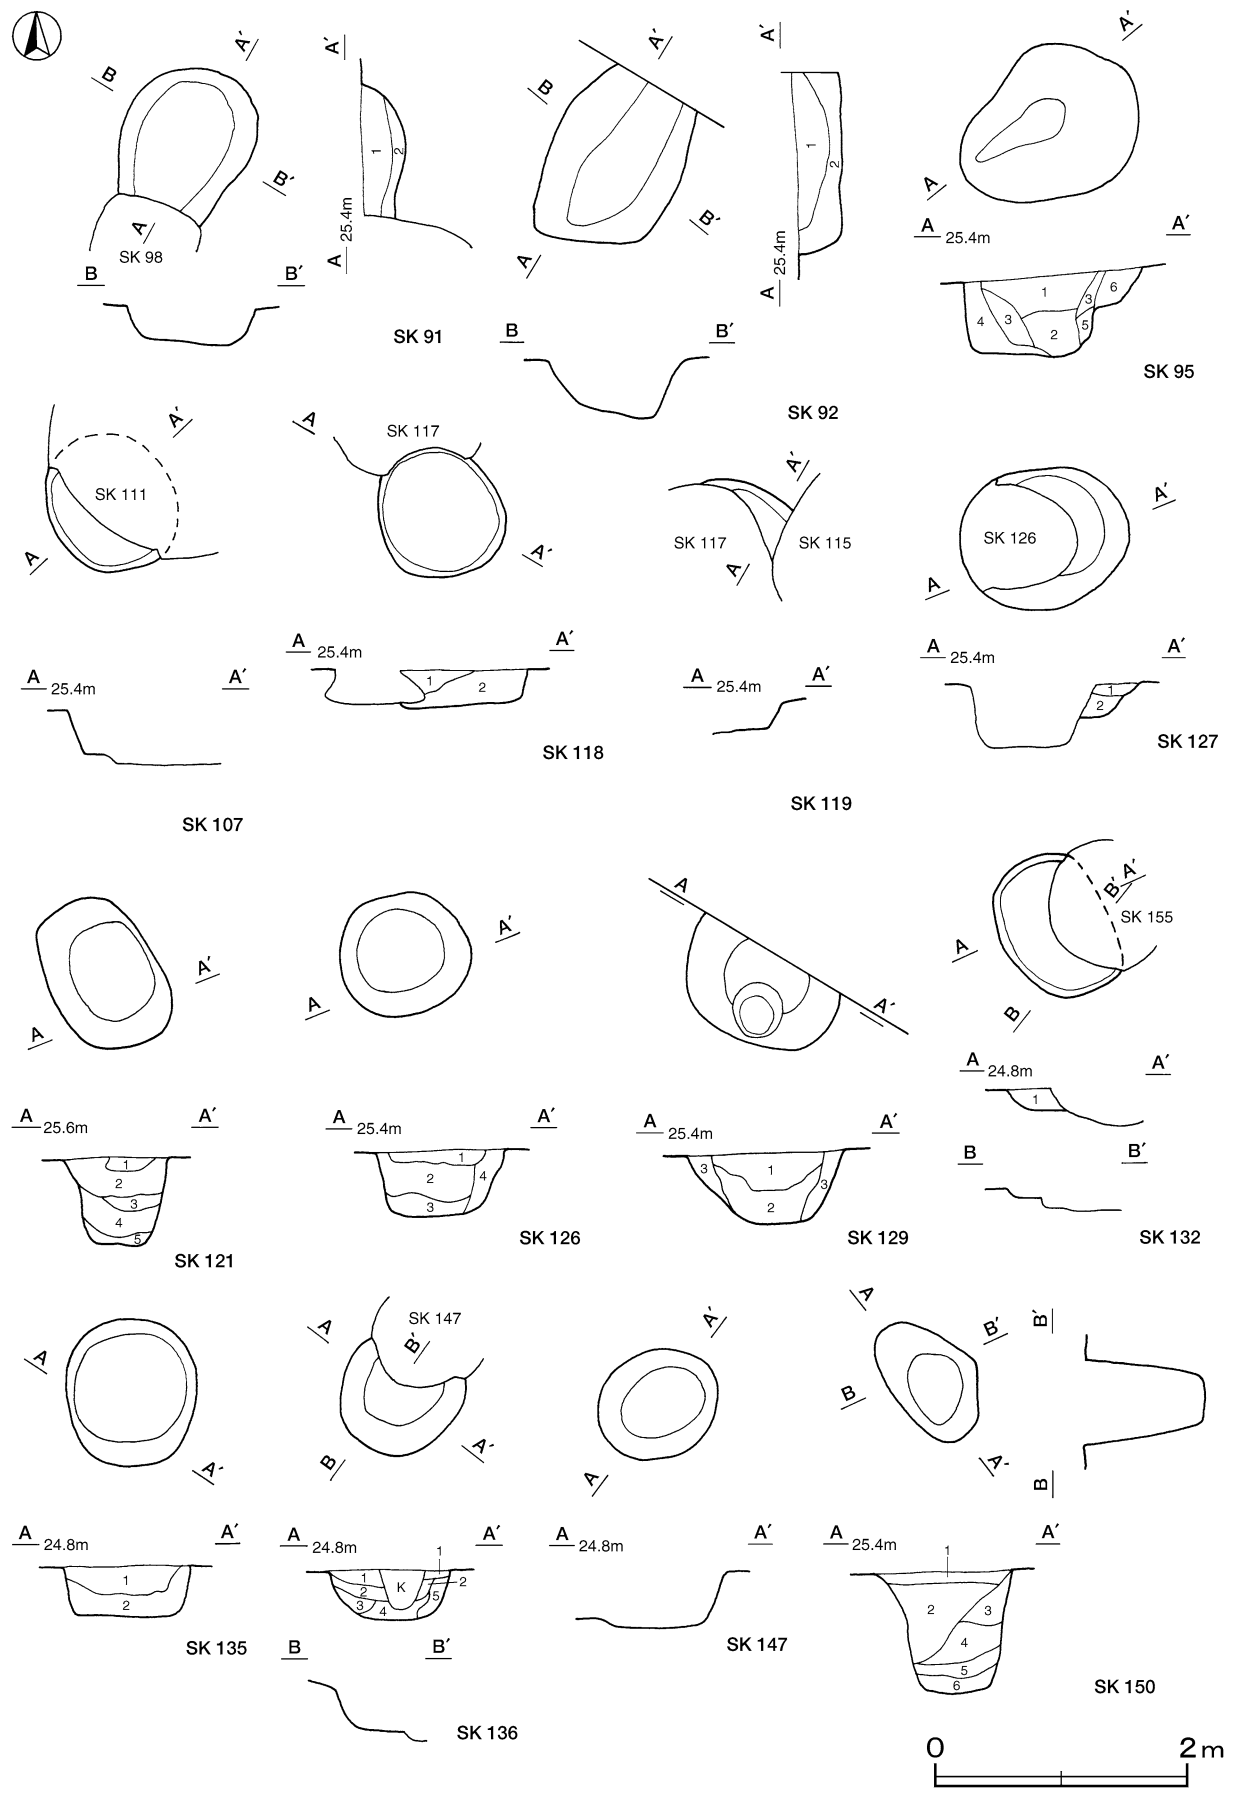 A A′
B B′
SK 98
A 25.4m A′
1 2
B B′
SK 91
A A′
B B′
A 25.4m A′
1 2
B B′
SK 92
A A′
A 25.4m A′
1 2 3 4 3 5 6
SK 95
A A′
SK 111
A 25.4m A′
SK 107
A A′
SK 117
A 25.4m A′
1 2
SK 118
A A′
SK 117 SK 115
A 25.4m A′
SK 119
A A′
SK 126
A 25.4m A′
1 2
SK 127
A A′
A 25.6m A′
1 2 3 4 5
SK 121
A A′
A 25.4m A′
1 2 3 4
SK 126
A A′
A 25.4m A′
1 2 3 3
SK 129
A A′
B B′
SK 155
A 24.8m A′
1
B B′
SK 132
A A′
A 24.8m A′
1 2
SK 135
SK 147
A A′
B B′
A 24.8m A′
1 1 2 2 3 4 5 K
B B′
SK 136
A A′
A 24.8m A′
SK 147
A A′
B B′
B B′
A 25.4m A′
1 2 3 4 5 6
SK 150
0 2m